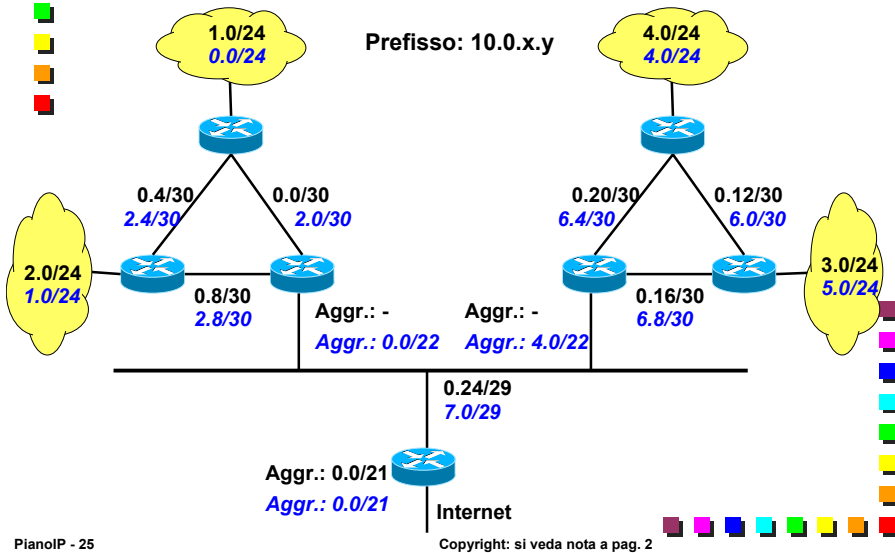 1.0/24
0.0/24
Prefisso: 10.0.x.y
4.0/24
4.0/24
0.4/30
2.4/30
0.0/30
2.0/30
0.20/30
6.4/30
0.12/30
6.0/30
2.0/24
1.0/24
0.8/30
2.8/30
0.16/30
6.8/30
3.0/24
5.0/24
Aggr.: -
Aggr.: 0.0/22
Aggr.: -
Aggr.: 4.0/22
0.24/29
7.0/29
Aggr.: 0.0/21
Aggr.: 0.0/21
Internet
PianoIP - 25
Copyright: si veda nota a pag. 2